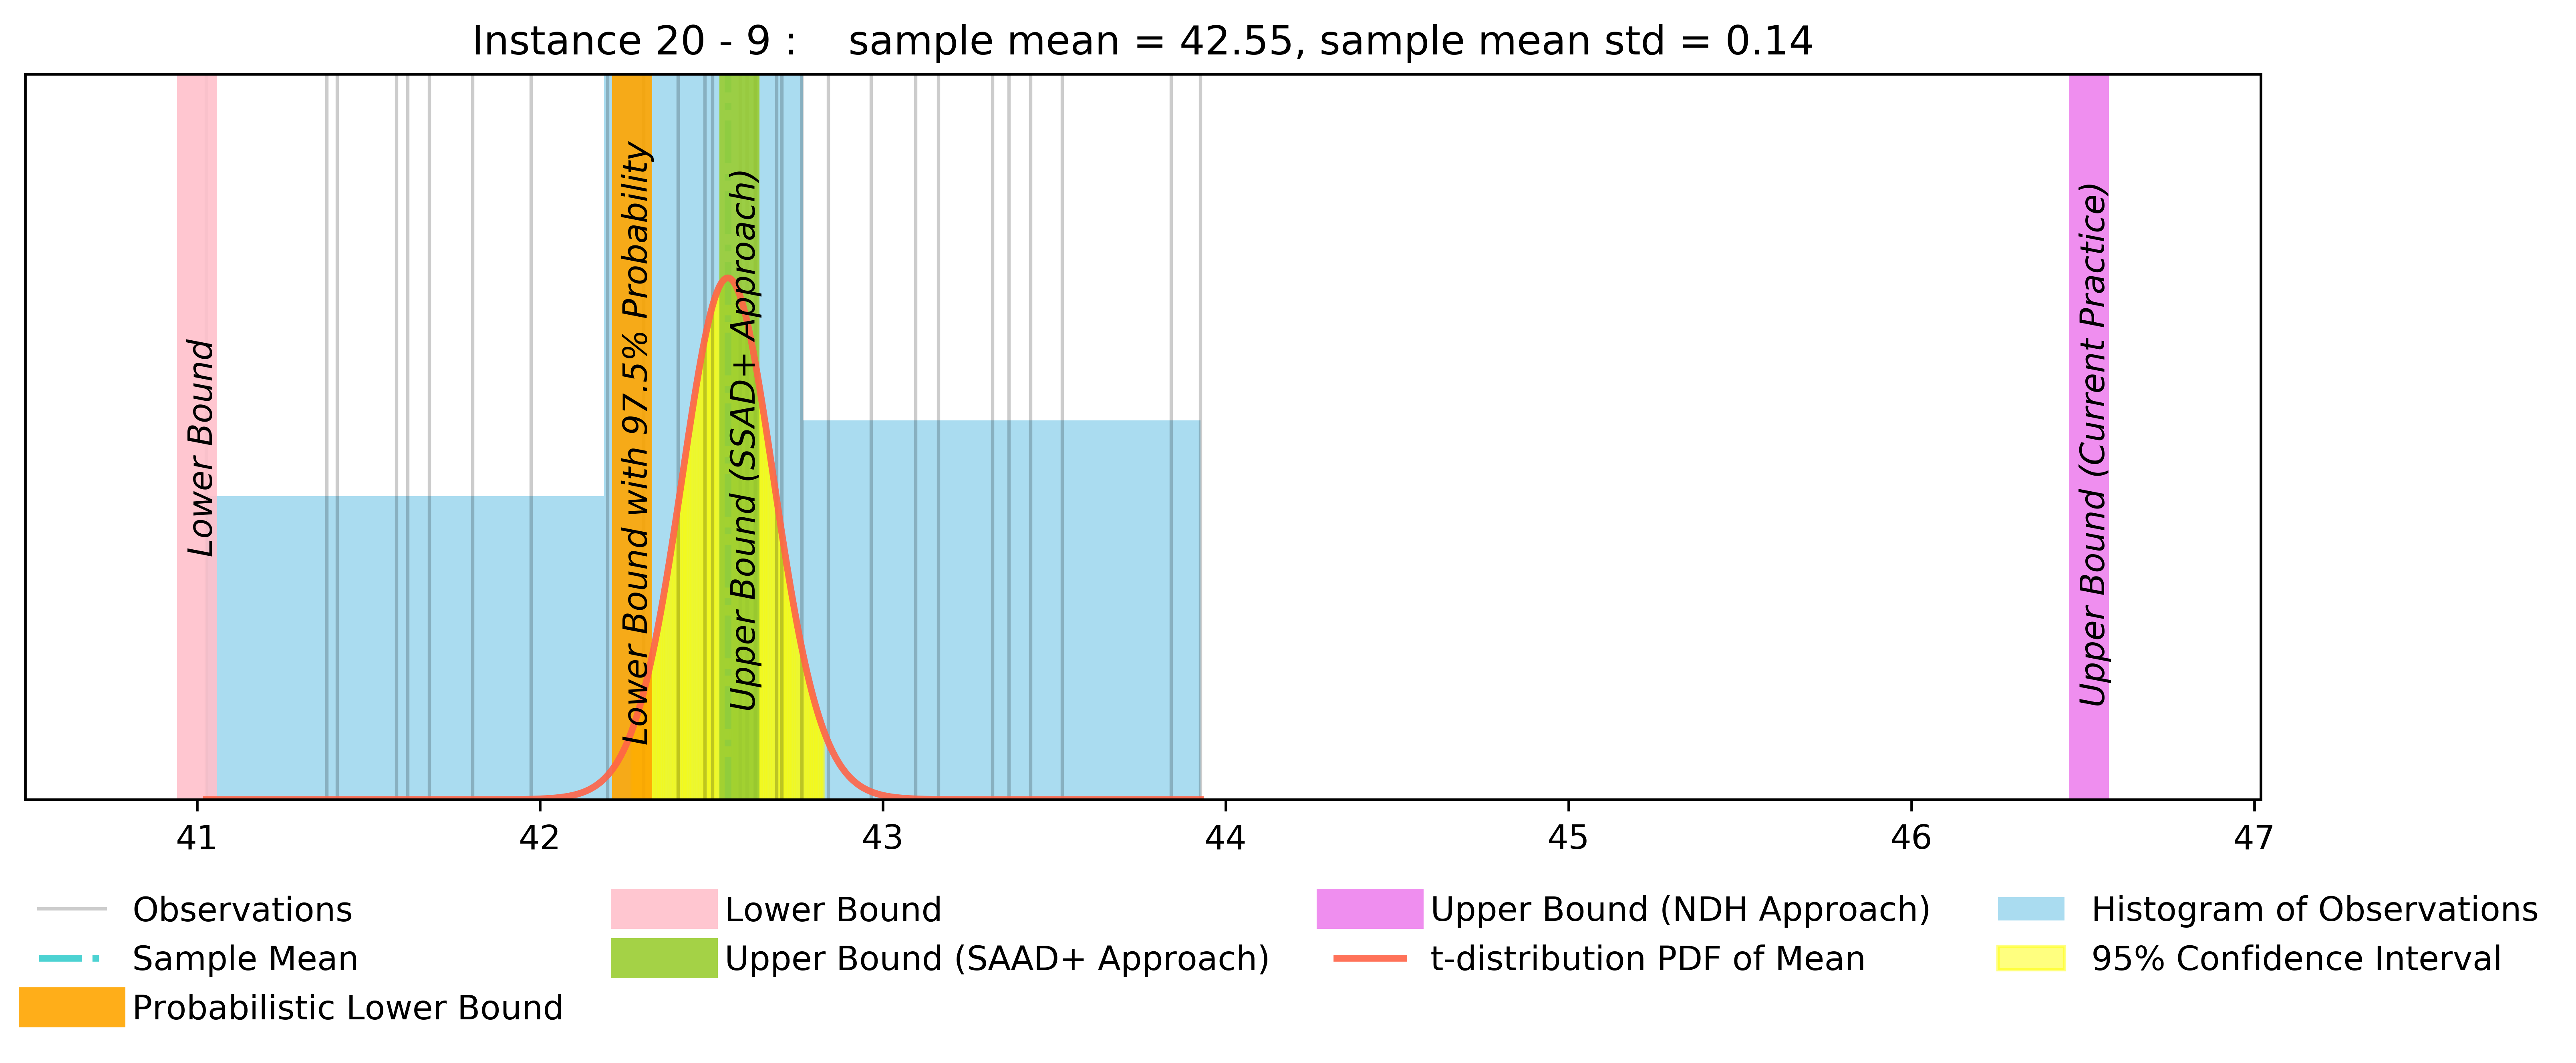 Instance 20 - 9 : sample mean = 42.55, sample mean std = 0.14
Lower Bound
Lower Bound with 97.5% Probability
Upper Bound (SSAD+ Approach)
Upper Bound (Current Practice)
41 42 43 44 45 46 47
Observations
Sample Mean
Probabilistic Lower Bound
Lower Bound
Upper Bound (SAAD+ Approach)
Upper Bound (NDH Approach)
t-distribution PDF of Mean
Histogram of Observations
95% Confidence Interval